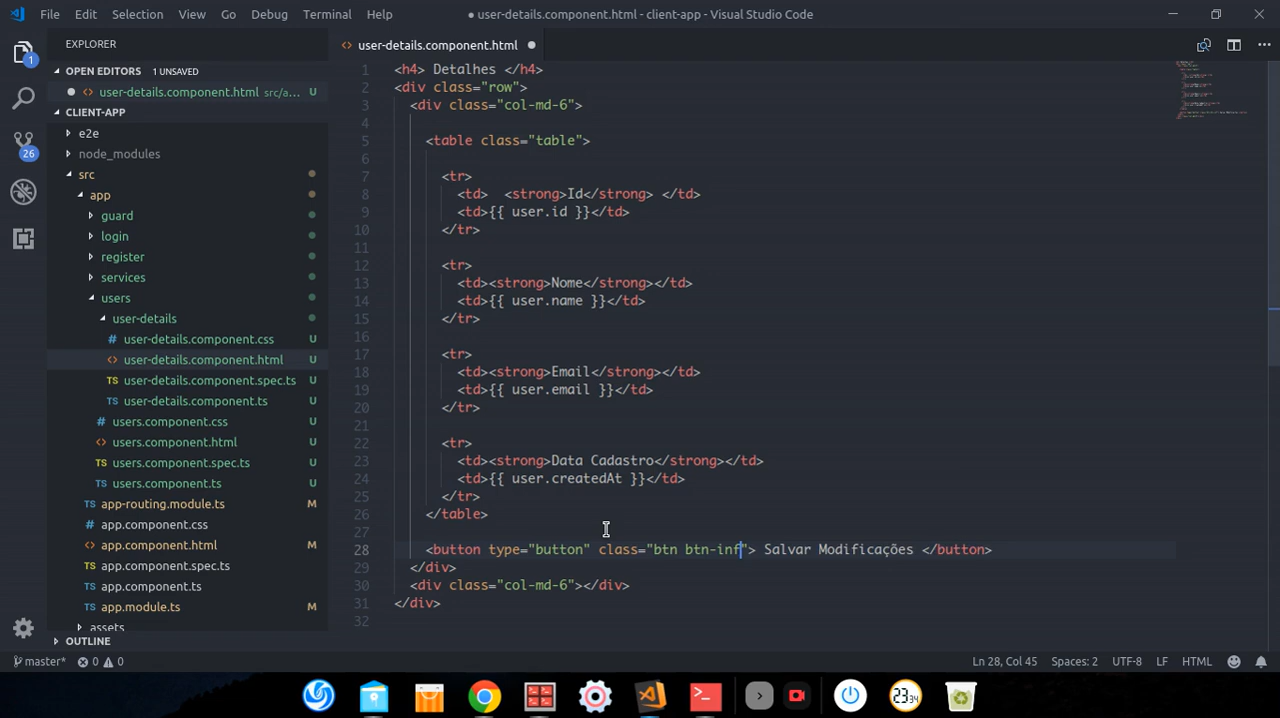 File Edit Selection View Go Debug Terminal Help
● user-details.component.html - client-app - Visual Studio Code
EXPLORER
OPEN EDITORS 1 UNSAVED
● <> user-details.component.html src/a... U
CLIENT-APP
e2e
node_modules
src
app
guard
login
register
services
users
user-details
# user-details.component.css U
<> user-details.component.html U
TS user-details.component.spec.ts U
TS user-details.component.ts U
# users.component.css U
<> users.component.html U
TS users.component.spec.ts U
TS users.component.ts U
TS app-routing.module.ts M
# app.component.css
<> app.component.html M
TS app.component.spec.ts
TS app.component.ts
TS app.module.ts M
assets
OUTLINE
1
26
<> user-details.component.html ●
1 <h4> Detalhes </h4>
2 <div class="row">
3 <div class="col-md-6">
4
5 <table class="table">
6
7 <tr>
8 <td>  <strong>Id</strong> </td>
9 <td>{{ user.id }}</td>
10 </tr>
11
12 <tr>
13 <td><strong>Nome</strong></td>
14 <td>{{ user.name }}</td>
15 </tr>
16
17 <tr>
18 <td><strong>Email</strong></td>
19 <td>{{ user.email }}</td>
20 </tr>
21
22 <tr>
23 <td><strong>Data Cadastro</strong></td>
24 <td>{{ user.createdAt }}</td>
25 </tr>
26 </table>
27
28 <button type="button" class="btn btn-inf"> Salvar Modificações </button>
29 </div>
30 <div class="col-md-6"></div>
31 </div>
32
master* 0 0
Ln 28, Col 45 Spaces: 2 UTF-8 LF HTML